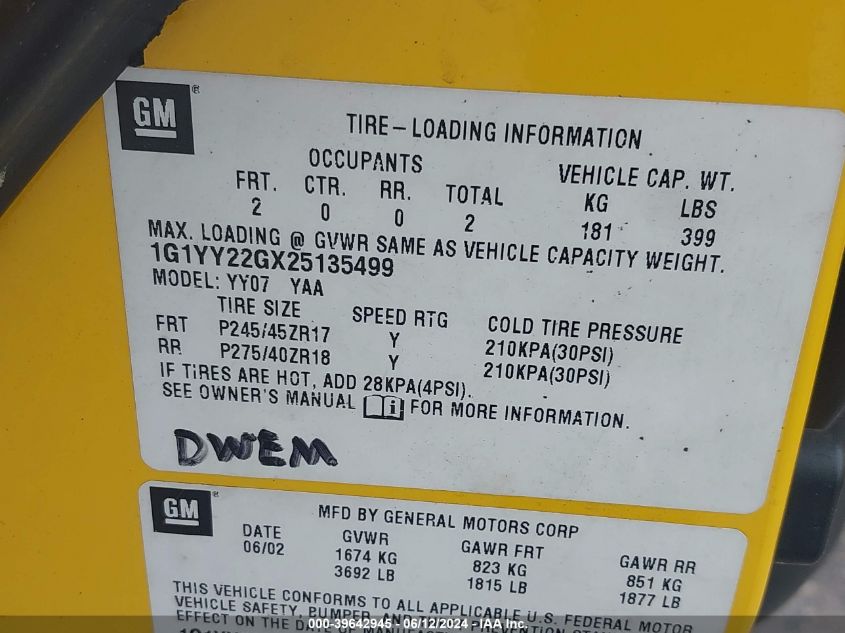 GM®
TIRE-LOADING INFORMATION
OCCUPANTS VEHICLE CAP. WT.
FRT. CTR. RR. TOTAL KG LBS
2 0 0 2 181 399
MAX. LOADING @ GVWR SAME AS VEHICLE CAPACITY WEIGHT.
1G1YY22GX25135499
MODEL: YY07 YAA
TIRE SIZE SPEED RTG COLD TIRE PRESSURE
FRT P245/45ZR17 Y 210KPA(30PSI)
RR P275/40ZR18 Y 210KPA(30PSI)
IF TIRES ARE HOT, ADD 28KPA(4PSI).
SEE OWNER'S MANUAL i FOR MORE INFORMATION.
DWEM
GM®
MFD BY GENERAL MOTORS CORP
DATE GVWR GAWR FRT GAWR RR
06/02 1674 KG 823 KG 851 KG
3692 LB 1815 LB 1877 LB
THIS VEHICLE CONFORMS TO ALL APPLICABLE U.S. FEDERAL MOTOR
VEHICLE SAFETY, BUMPER, AND PREVENTION
EFFECT ON THE DATE OF
000-39642945 - 06/12/2024 - IAA Inc.